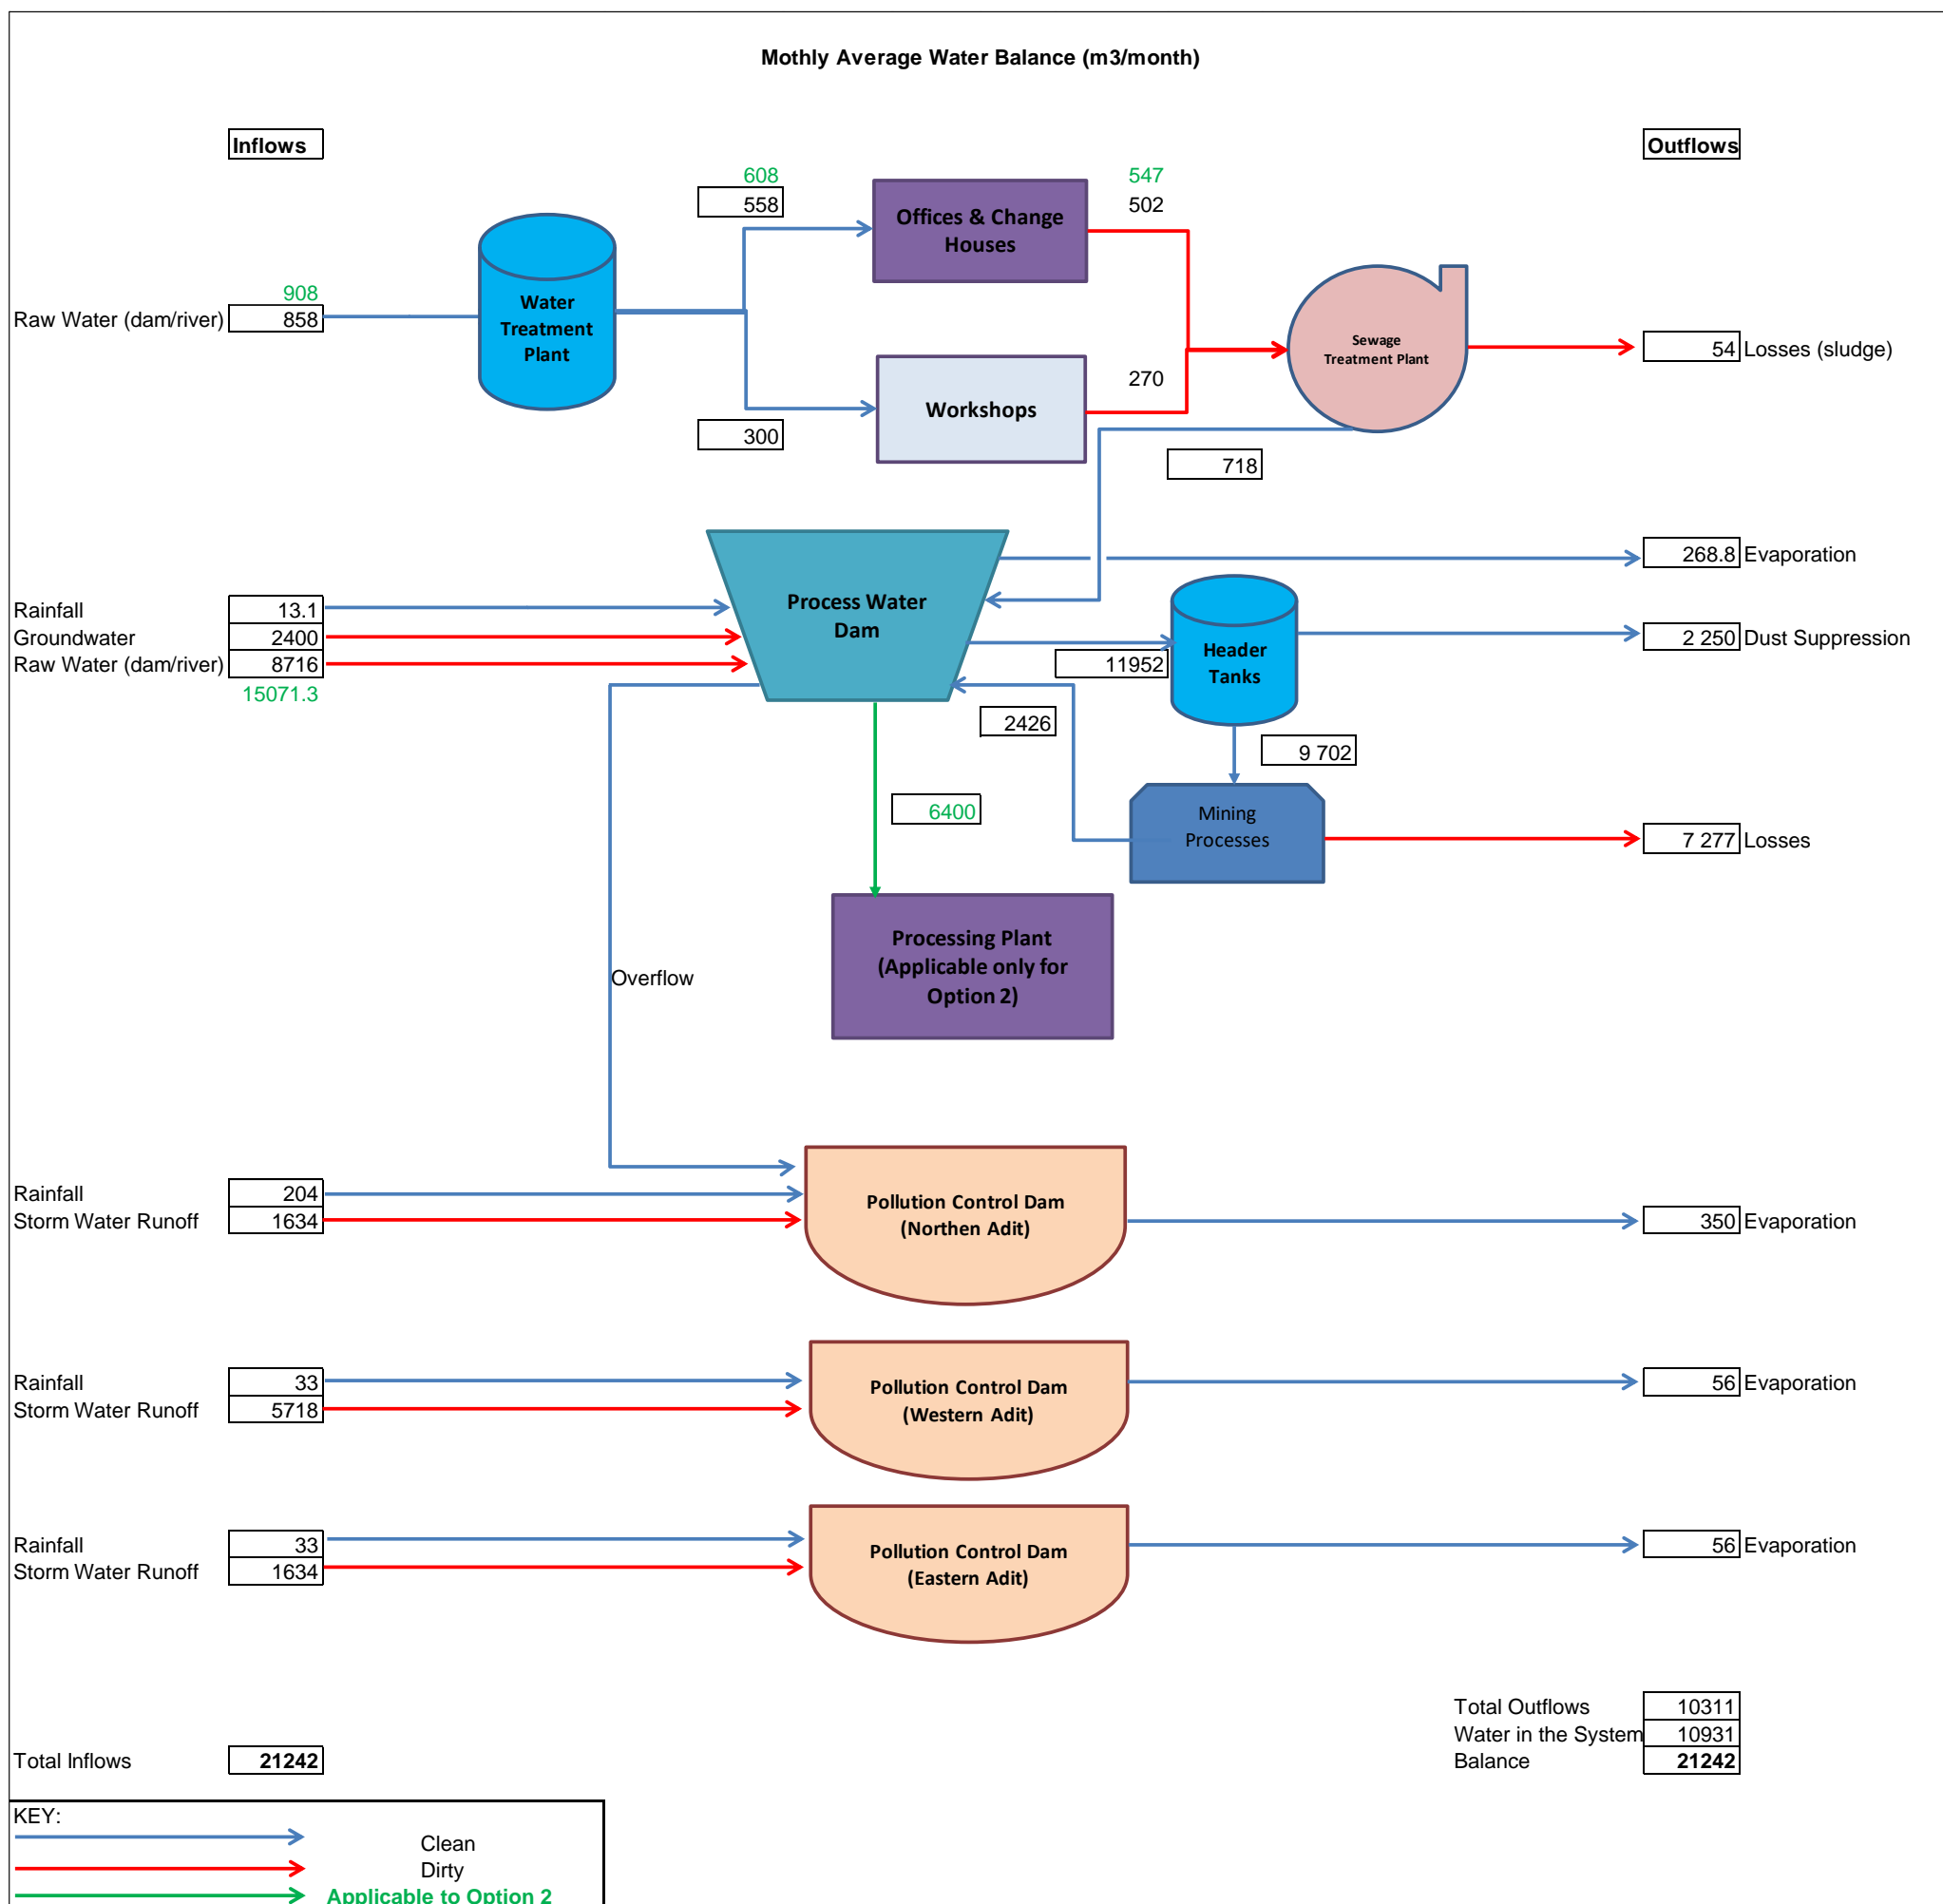 Mothly Average Water Balance (m3/month)
Inflows
Outflows
608
558
547
502
Offices & Change
Houses
908
Raw Water (dam/river) 858
Water
Treatment
Plant
Sewage
Treatment Plant
54 Losses (sludge)
270
Workshops
300
718
268.8 Evaporation
Process Water
Dam
Rainfall 13.1
Groundwater 2400
Raw Water (dam/river) 8716
15071.3
Header
Tanks
2 250 Dust Suppression
11952
2426
9 702
6400
Mining
Processes
7 277 Losses
Processing Plant
(Applicable only for
Option 2)
Overflow
Rainfall 204
Storm Water Runoff 1634
Pollution Control Dam
(Northen Adit)
350 Evaporation
Rainfall 33
Storm Water Runoff 5718
Pollution Control Dam
(Western Adit)
56 Evaporation
Rainfall 33
Storm Water Runoff 1634
Pollution Control Dam
(Eastern Adit)
56 Evaporation
Total Outflows 10311
Water in the System 10931
Total Inflows 21242
Balance 21242
KEY:
Clean
Dirty
Applicable to Option 2